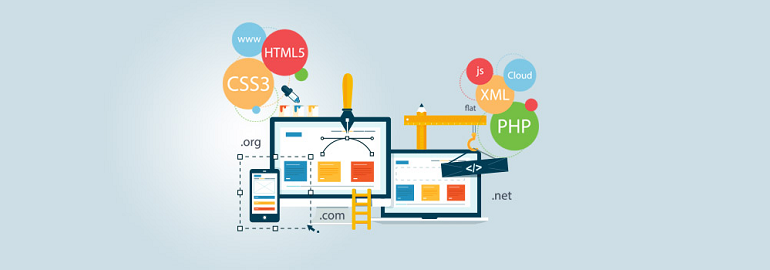 www
HTML5
CSS3
js
Cloud
XML
flat
PHP
.org
</>
.net
.com